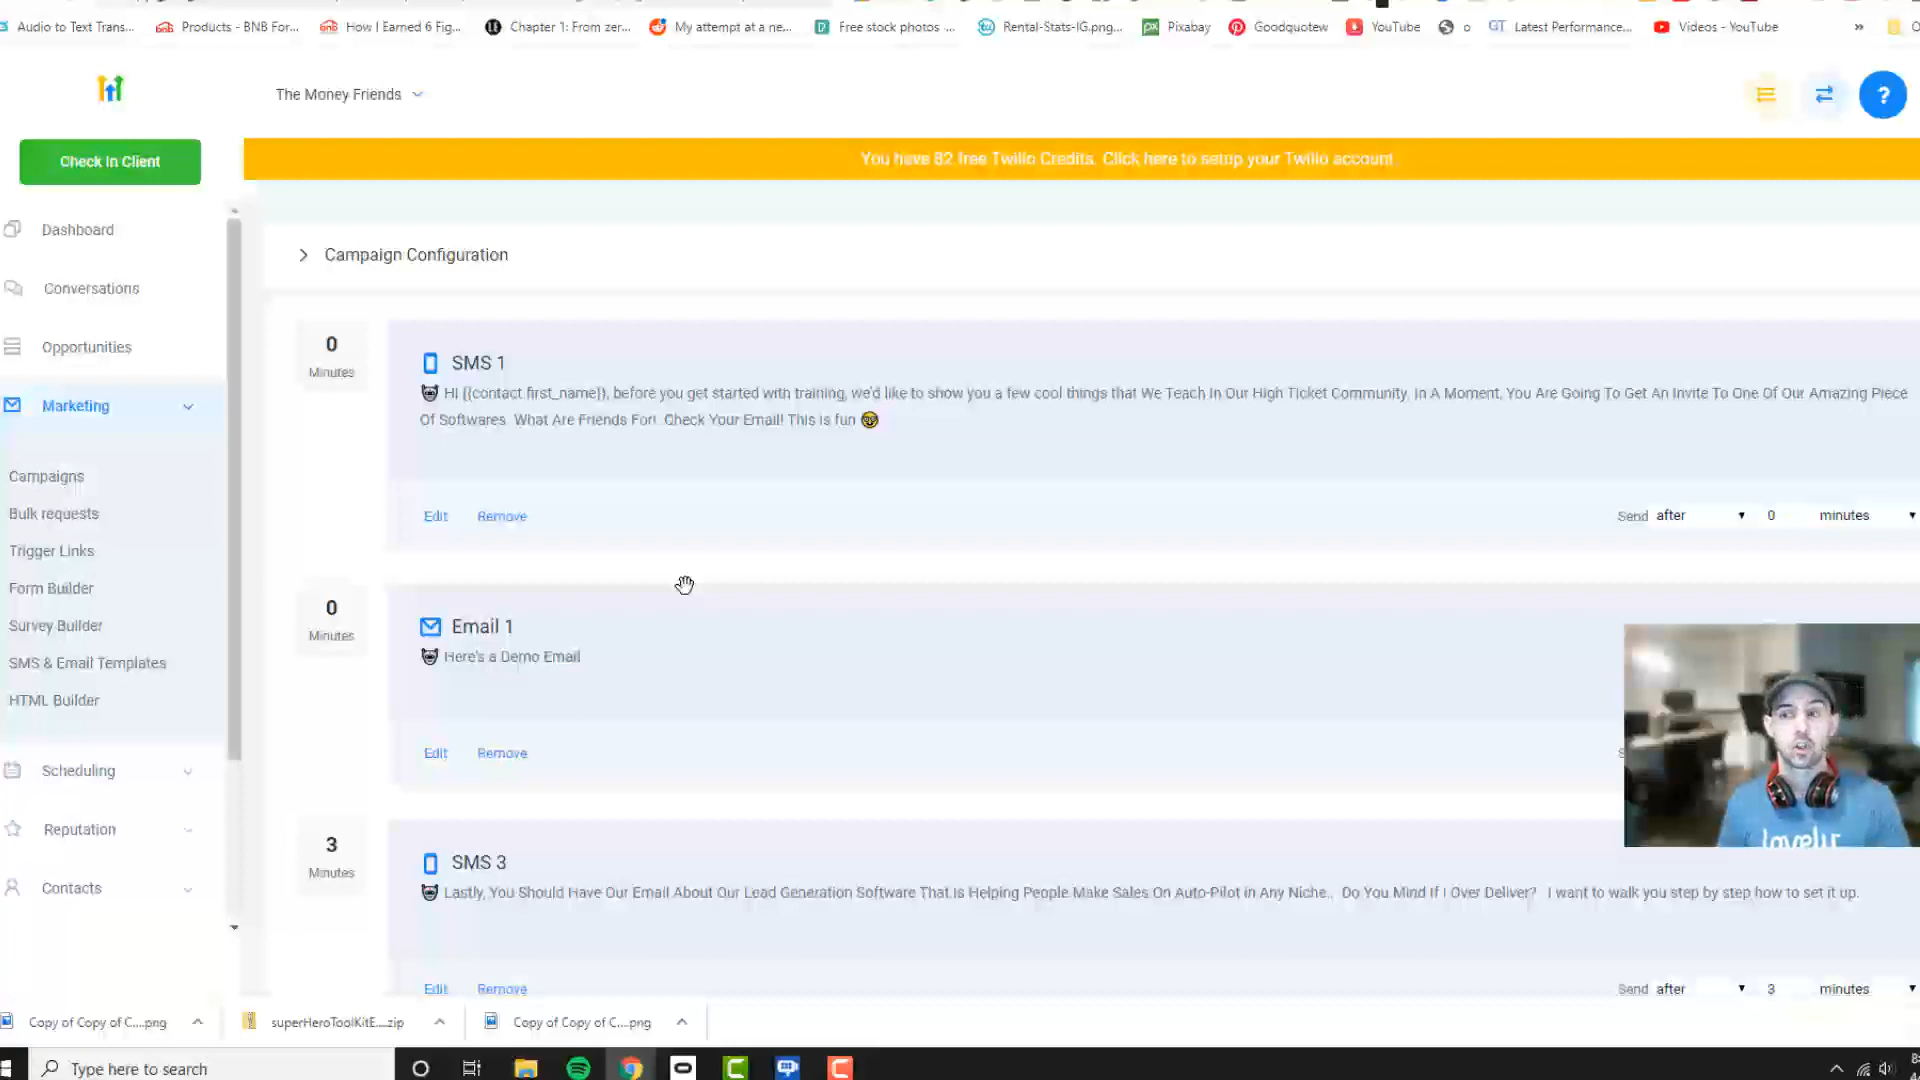 Audio to Text Trans...
Products - BNB For...
How I Earned 6 Fig...
Chapter 1: From zer...
My attempt at a ne...
Free stock photos ...
Rental-Stats-IG.png...
Pixabay
Goodquotew
YouTube
o
GT Latest Performance...
Videos - YouTube
»
The Money Friends
?
Check In Client
You have 82 free Twilio Credits. Click here to setup your Twilio account
Dashboard
Conversations
Opportunities
Marketing
Campaigns
Bulk requests
Trigger Links
Form Builder
Survey Builder
SMS & Email Templates
HTML Builder
Scheduling
Reputation
Contacts
Campaign Configuration
0
Minutes
SMS 1
Hi {{contact.first_name}}, before you get started with training, we'd like to show you a few cool things that We Teach In Our High Ticket Community. In A Moment, You Are Going To Get An Invite To One Of Our Amazing Piece
Of Softwares. What Are Friends For! Check Your Email! This is fun
Edit Remove
Send after 0 minutes
0
Minutes
Email 1
Here's a Demo Email
Edit Remove
3
Minutes
SMS 3
Lastly, You Should Have Our Email About Our Lead Generation Software That Is Helping People Make Sales On Auto-Pilot in Any Niche.. Do You Mind If I Over Deliver? I want to walk you step by step how to set it up.
Edit Remove
Send after 3 minutes
Copy of Copy of C....png
superHeroToolKitE....zip
Copy of Copy of C....png
Type here to search